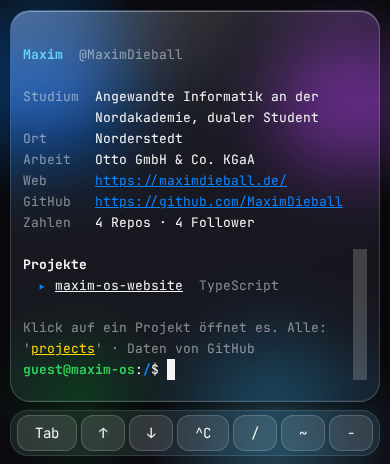 Maxim @MaximDieball
Studium Angewandte Informatik an der
Nordakademie, dualer Student
Ort Norderstedt
Arbeit Otto GmbH & Co. KGaA
Web https://maximdieball.de/
GitHub https://github.com/MaximDieball
Zahlen 4 Repos · 4 Follower
Projekte
▸ maxim-os-website TypeScript
Klick auf ein Projekt öffnet es. Alle:
'projects' · Daten von GitHub
guest@maxim-os:/$
Tab ↑ ↓ ^C / ~ -